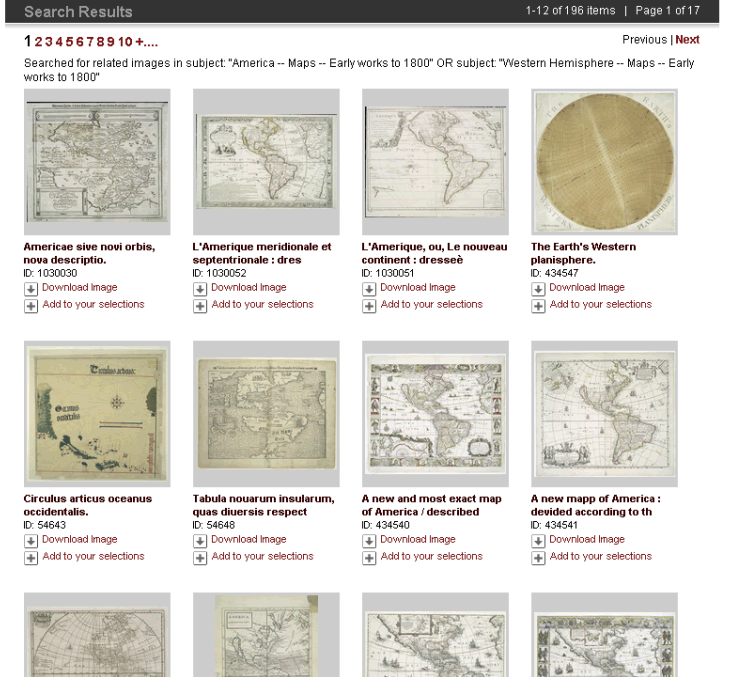 Search Results
1-12 of 196 items | Page 1 of 17
1 2 3 4 5 6 7 8 9 10 +....
Previous | Next
Searched for related images in subject: "America -- Maps -- Early works to 1800" OR subject: "Western Hemisphere -- Maps -- Early
works to 1800"
Americae sive novi orbis,
nova descriptio.
ID: 1030030
Download Image
Add to your selections
L'Amerique meridionale et
septentrionale : dres
ID: 1030052
Download Image
Add to your selections
L'Amérique, ou, Le nouveau
continent : dresseè
ID: 1030051
Download Image
Add to your selections
The Earth's Western
planisphere.
ID: 434547
Download Image
Add to your selections
Circulus articus oceanus
occidentalis.
ID: 54643
Download Image
Add to your selections
Tabula nouarum insularum,
quas diuersis respect
ID: 54648
Download Image
Add to your selections
A new and most exact map
of America / described
ID: 434540
Download Image
Add to your selections
A new mapp of America :
devided according to th
ID: 434541
Download Image
Add to your selections